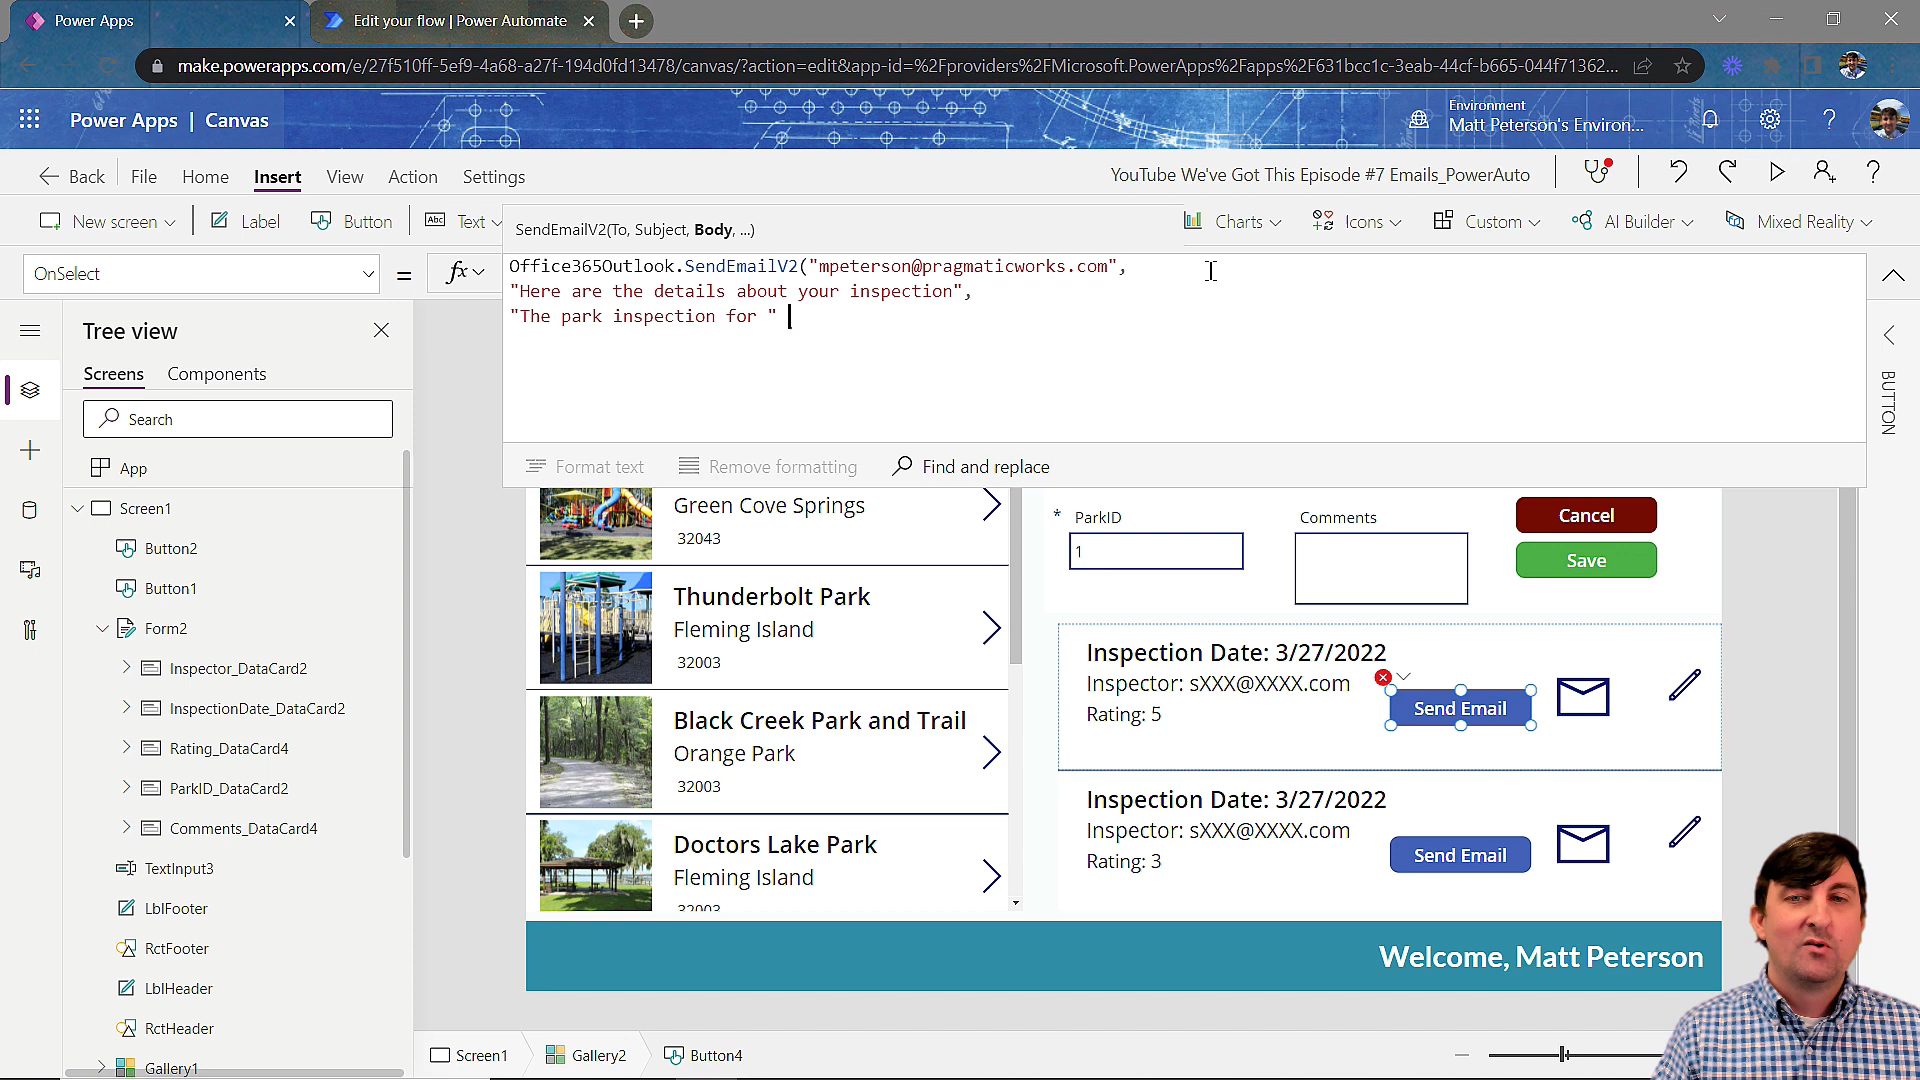 Power Apps
Edit your flow | Power Automate
make.powerapps.com/e/27f510ff-5ef9-4a68-a27f-194d0fd13478/canvas/?action=edit&app-id=%2Fproviders%2FMicrosoft.PowerApps%2Fapps%2F631bcc1c-3eab-44cf-b665-044f71362...
Power Apps | Canvas
Environment
Matt Peterson's Environ...
Back
File
Home
Insert
View
Action
Settings
YouTube We've Got This Episode #7 Emails_PowerAuto
New screen
Label
Button
Abc
Text
Charts
Icons
Custom
AI Builder
Mixed Reality
SendEmailV2(To, Subject, Body, ...)
OnSelect
=
fx
Office365Outlook.SendEmailV2("mpeterson@pragmaticworks.com",
"Here are the details about your inspection",
"The park inspection for "
Format text
Remove formatting
Find and replace
BUTTON
Tree view
Screens
Components
Search
App
Screen1
Button2
Button1
Form2
Inspector_DataCard2
InspectionDate_DataCard2
Rating_DataCard4
ParkID_DataCard2
Comments_DataCard4
TextInput3
LblFooter
RctFooter
LblHeader
RctHeader
Gallery1
Green Cove Springs
32043
Thunderbolt Park
Fleming Island
32003
Black Creek Park and Trail
Orange Park
32003
Doctors Lake Park
Fleming Island
32003
* ParkID
1
Comments
Cancel
Save
Inspection Date: 3/27/2022
Inspector: sXXX@XXXX.com
Rating: 5
Send Email
Inspection Date: 3/27/2022
Inspector: sXXX@XXXX.com
Rating: 3
Send Email
Welcome, Matt Peterson
Screen1
Gallery2
Button4